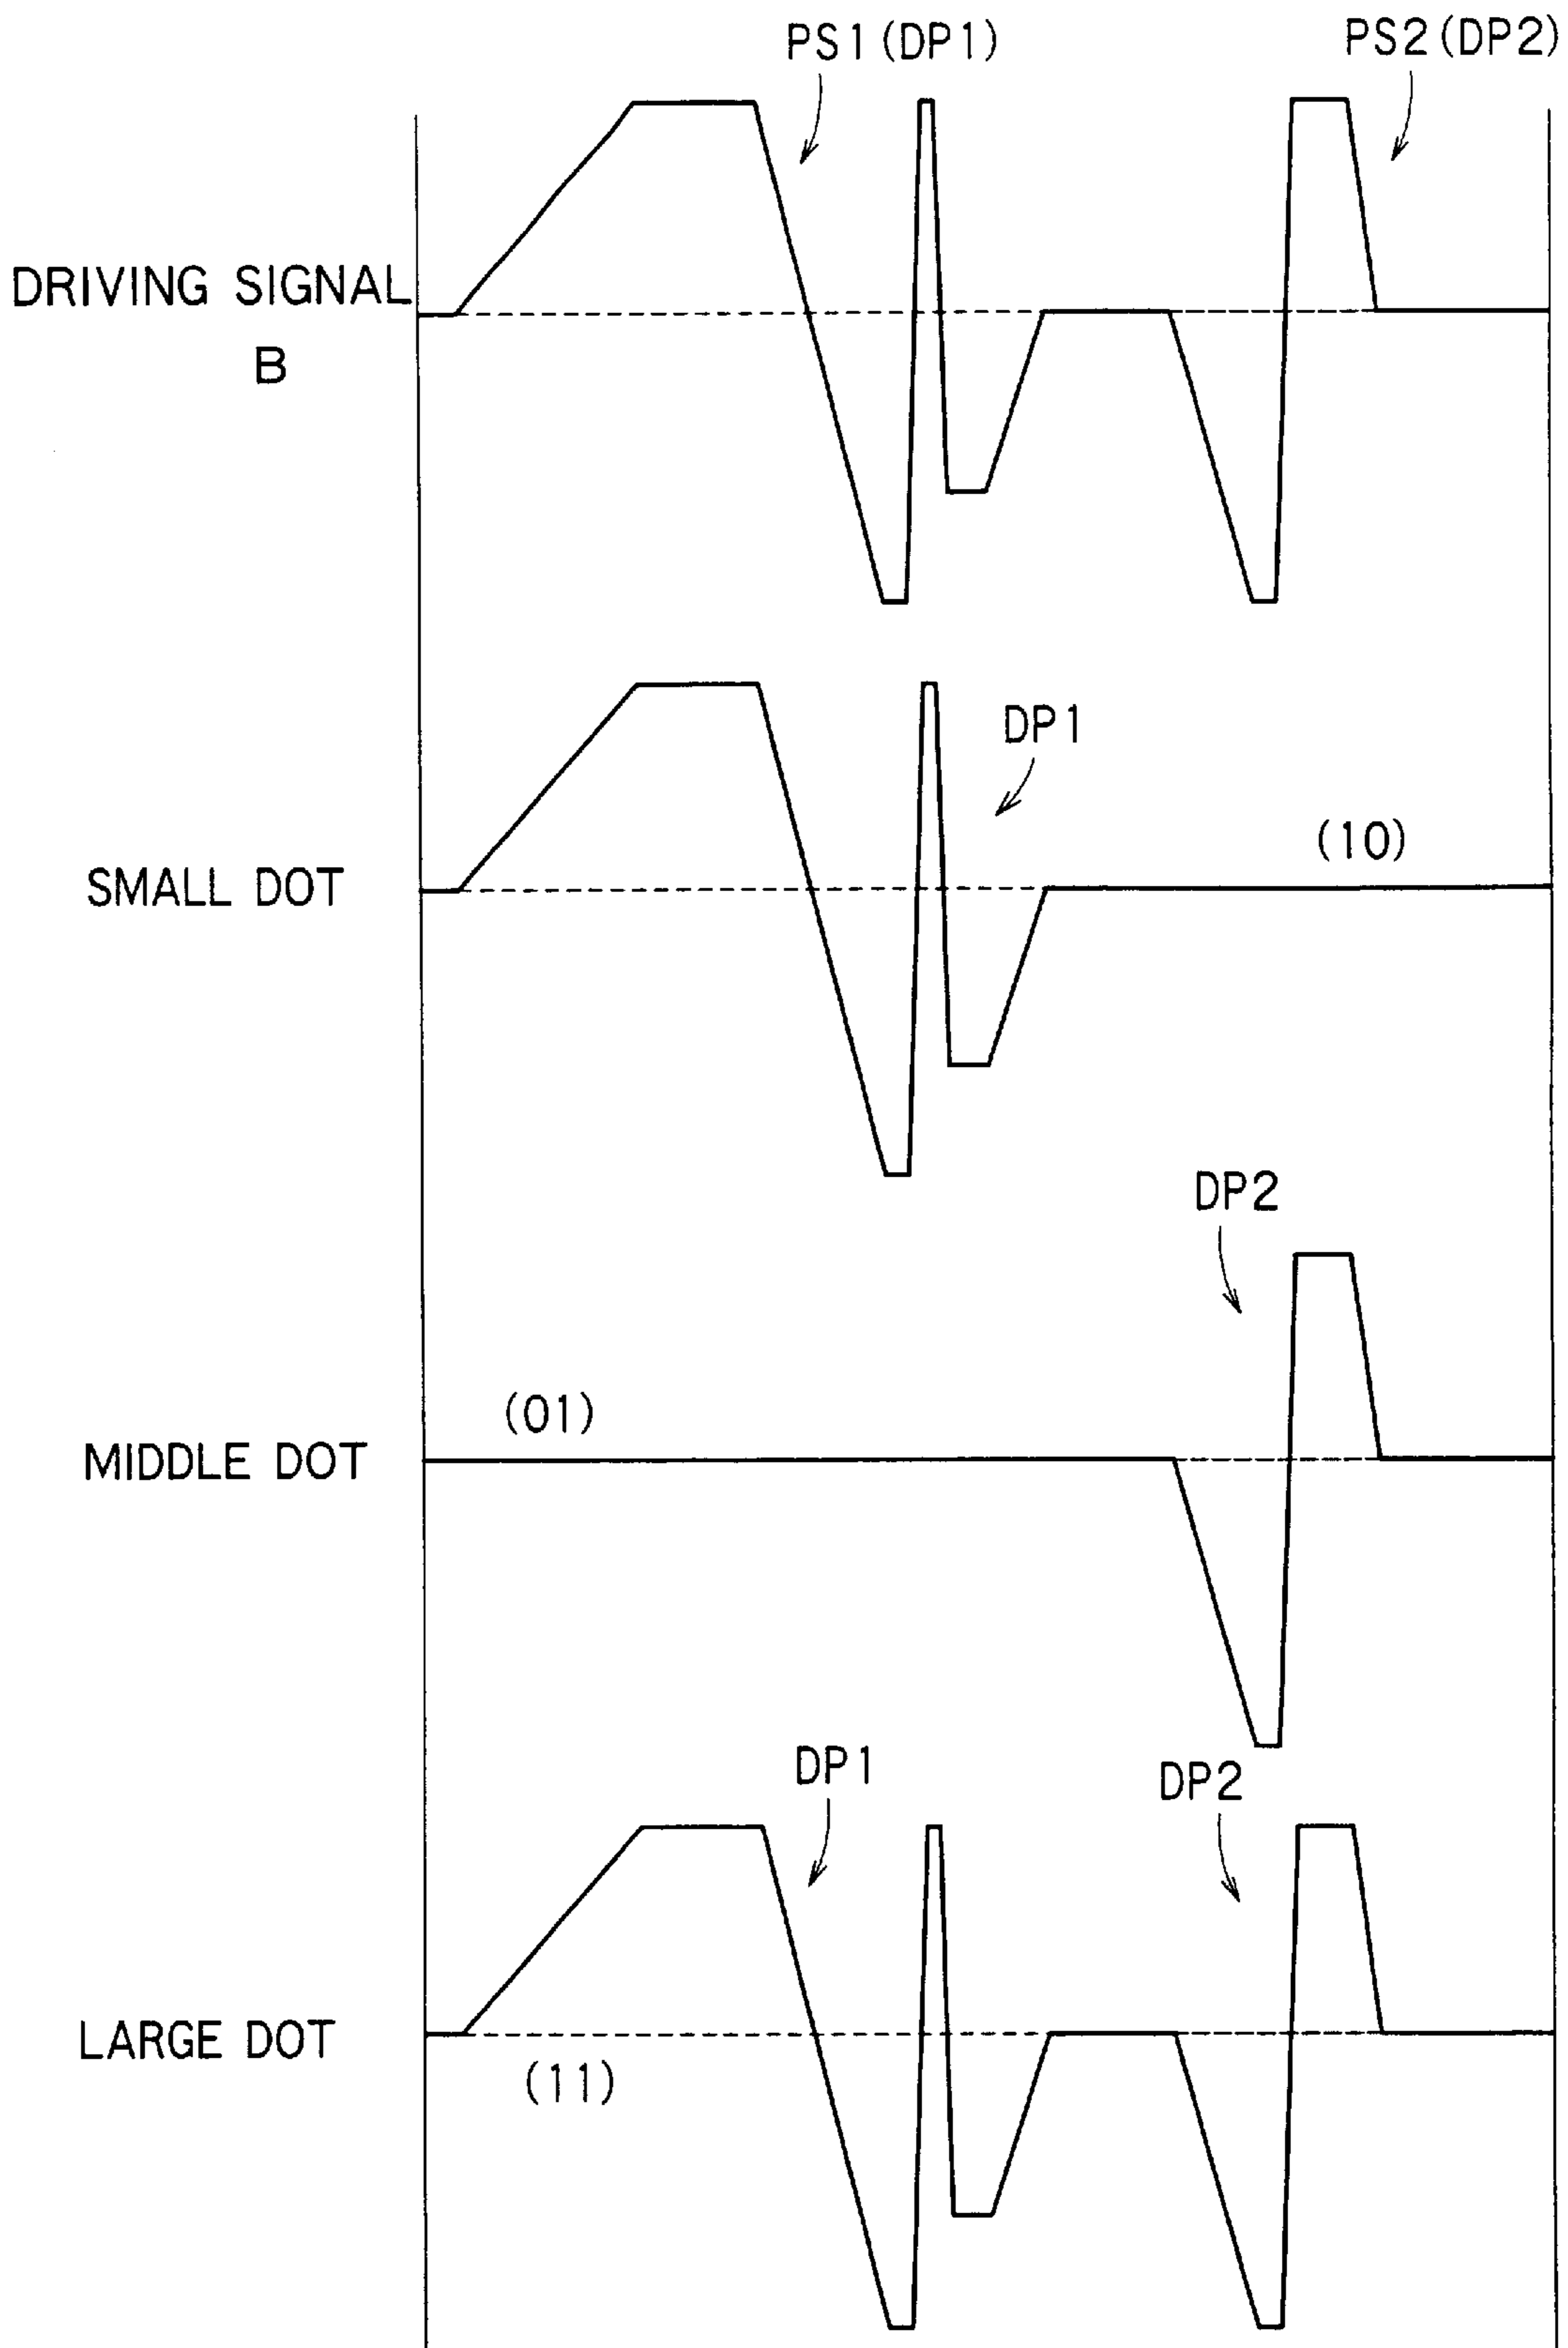 PS1(DP1)
PS2(DP2)
DRIVING SIGNAL
B
DP1
(10)
SMALL DOT
DP2
(01)
MIDDLE DOT
DP1
DP2
LARGE DOT
(11)